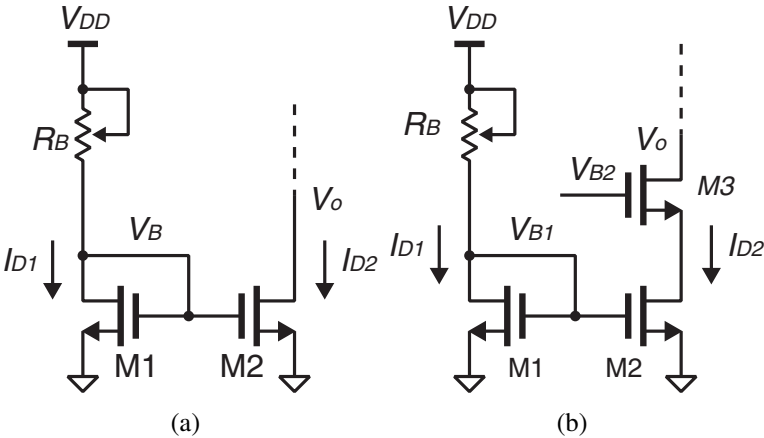 VDD
RB
VB
Vo
ID1
ID2
M1
M2
(a)
VDD
RB
Vo
VB2
M3
VB1
ID1
ID2
M1
M2
(b)